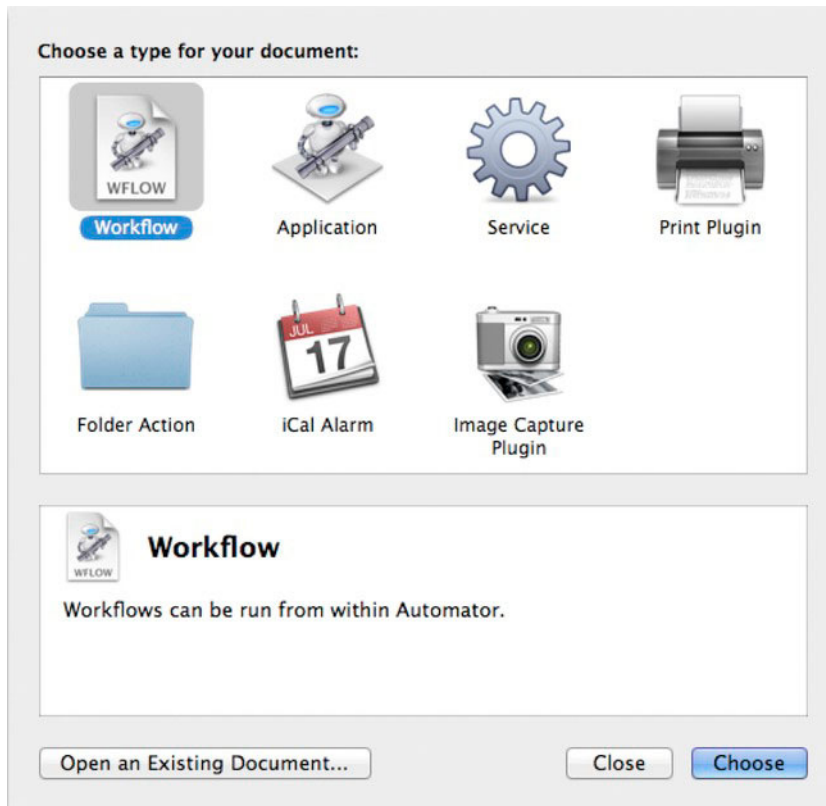 Choose a type for your document:
WFLOW
Workflow
Application
Service
Print Plugin
JUL
17
Folder Action
iCal Alarm
Image Capture
Plugin
WFLOW
Workflow
Workflows can be run from within Automator.
Open an Existing Document...
Close
Choose